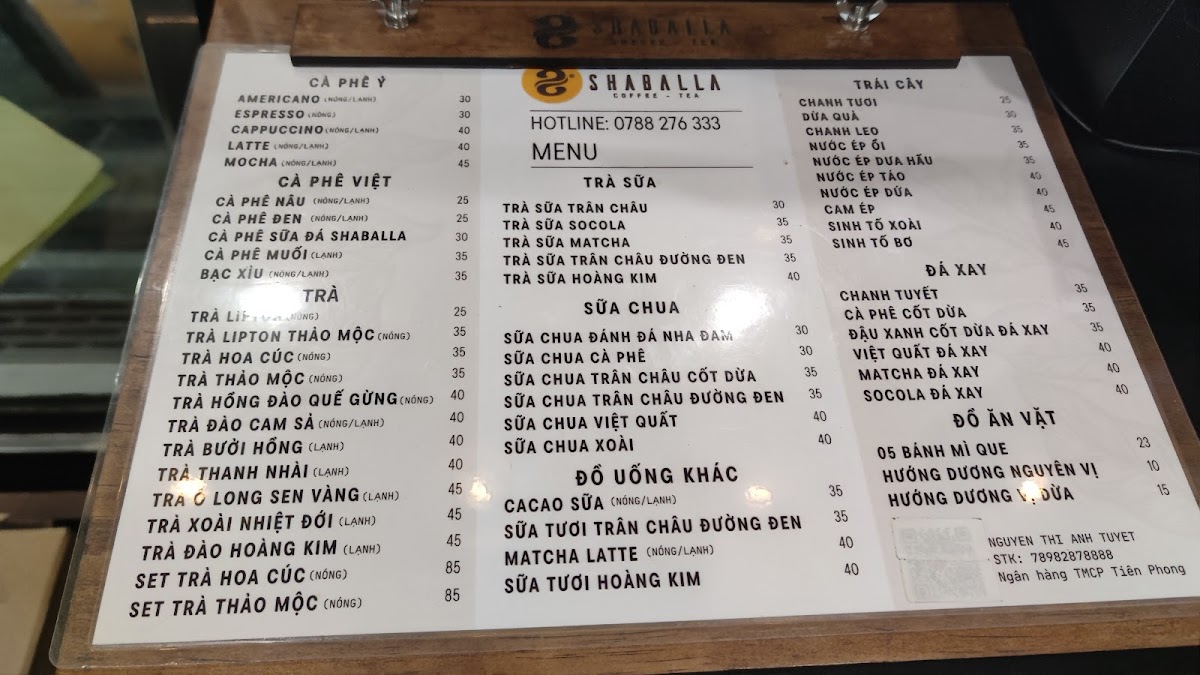 SHABALLA
COFFEE - TEA
CÀ PHÊ Ý
AMERICANO (NÓNG/LẠNH) 30
ESPRESSO (NÓNG) 30
CAPPUCCINO (NÓNG/LẠNH) 40
LATTE (NÓNG/LẠNH) 40
MOCHA (NÓNG/LẠNH) 45
CÀ PHÊ VIỆT
CÀ PHÊ NÂU (NÓNG/LẠNH) 25
CÀ PHÊ ĐEN (NÓNG/LẠNH) 25
CÀ PHÊ SỮA ĐÁ SHABALLA 30
CÀ PHÊ MUỐI (LẠNH) 35
BẠC XỈU (NÓNG/LẠNH) 35
TRÀ
TRÀ LIPTON (NÓNG) 25
TRÀ LIPTON THẢO MỘC (NÓNG) 35
TRÀ HOA CÚC (NÓNG) 35
TRÀ THẢO MỘC (NÓNG) 35
TRÀ HỒNG ĐÀO QUẾ GỪNG (NÓNG) 40
TRÀ ĐÀO CAM SẢ (NÓNG/LẠNH) 40
TRÀ BƯỞI HỒNG (LẠNH) 40
TRÀ THANH NHÀI (LẠNH) 40
TRÀ Ô LONG SEN VÀNG (LẠNH) 45
TRÀ XOÀI NHIỆT ĐỚI (LẠNH) 45
TRÀ ĐÀO HOÀNG KIM (LẠNH) 45
SET TRÀ HOA CÚC (NÓNG) 85
SET TRÀ THẢO MỘC (NÓNG) 85
SHABALLA
COFFEE - TEA
HOTLINE: 0788 276 333
MENU
TRÀ SỮA
TRÀ SỮA TRÂN CHÂU 30
TRÀ SỮA SOCOLA 35
TRÀ SỮA MATCHA 35
TRÀ SỮA TRÂN CHÂU ĐƯỜNG ĐEN 35
TRÀ SỮA HOÀNG KIM 40
SỮA CHUA
SỮA CHUA ĐÁNH ĐÁ NHA ĐAM 30
SỮA CHUA CÀ PHÊ 30
SỮA CHUA TRÂN CHÂU CỐT DỪA 35
SỮA CHUA TRÂN CHÂU ĐƯỜNG ĐEN 35
SỮA CHUA VIỆT QUẤT 40
SỮA CHUA XOÀI 40
ĐỒ UỐNG KHÁC
CACAO SỮA (NÓNG/LẠNH) 35
SỮA TƯƠI TRÂN CHÂU ĐƯỜNG ĐEN 35
MATCHA LATTE (NÓNG/LẠNH) 40
SỮA TƯƠI HOÀNG KIM 40
TRÁI CÂY
CHANH TƯƠI 25
DỪA QUẢ 30
CHANH LEO 35
NƯỚC ÉP ỔI 35
NƯỚC ÉP DƯA HẤU 35
NƯỚC ÉP TÁO 40
NƯỚC ÉP DỨA 40
CAM ÉP 45
SINH TỐ XOÀI 40
SINH TỐ BƠ 45
ĐÁ XAY
CHANH TUYẾT 35
CÀ PHÊ CỐT DỪA 35
ĐẬU XANH CỐT DỪA ĐÁ XAY 35
VIỆT QUẤT ĐÁ XAY 40
MATCHA ĐÁ XAY 40
SOCOLA ĐÁ XAY 40
ĐỒ ĂN VẶT
05 BÁNH MÌ QUE 23
HƯỚNG DƯƠNG NGUYÊN VỊ 10
HƯỚNG DƯƠNG VỊ DỪA 15
NGUYEN THI ANH TUYET
STK: 78982878888
Ngân hàng TMCP Tiên Phong